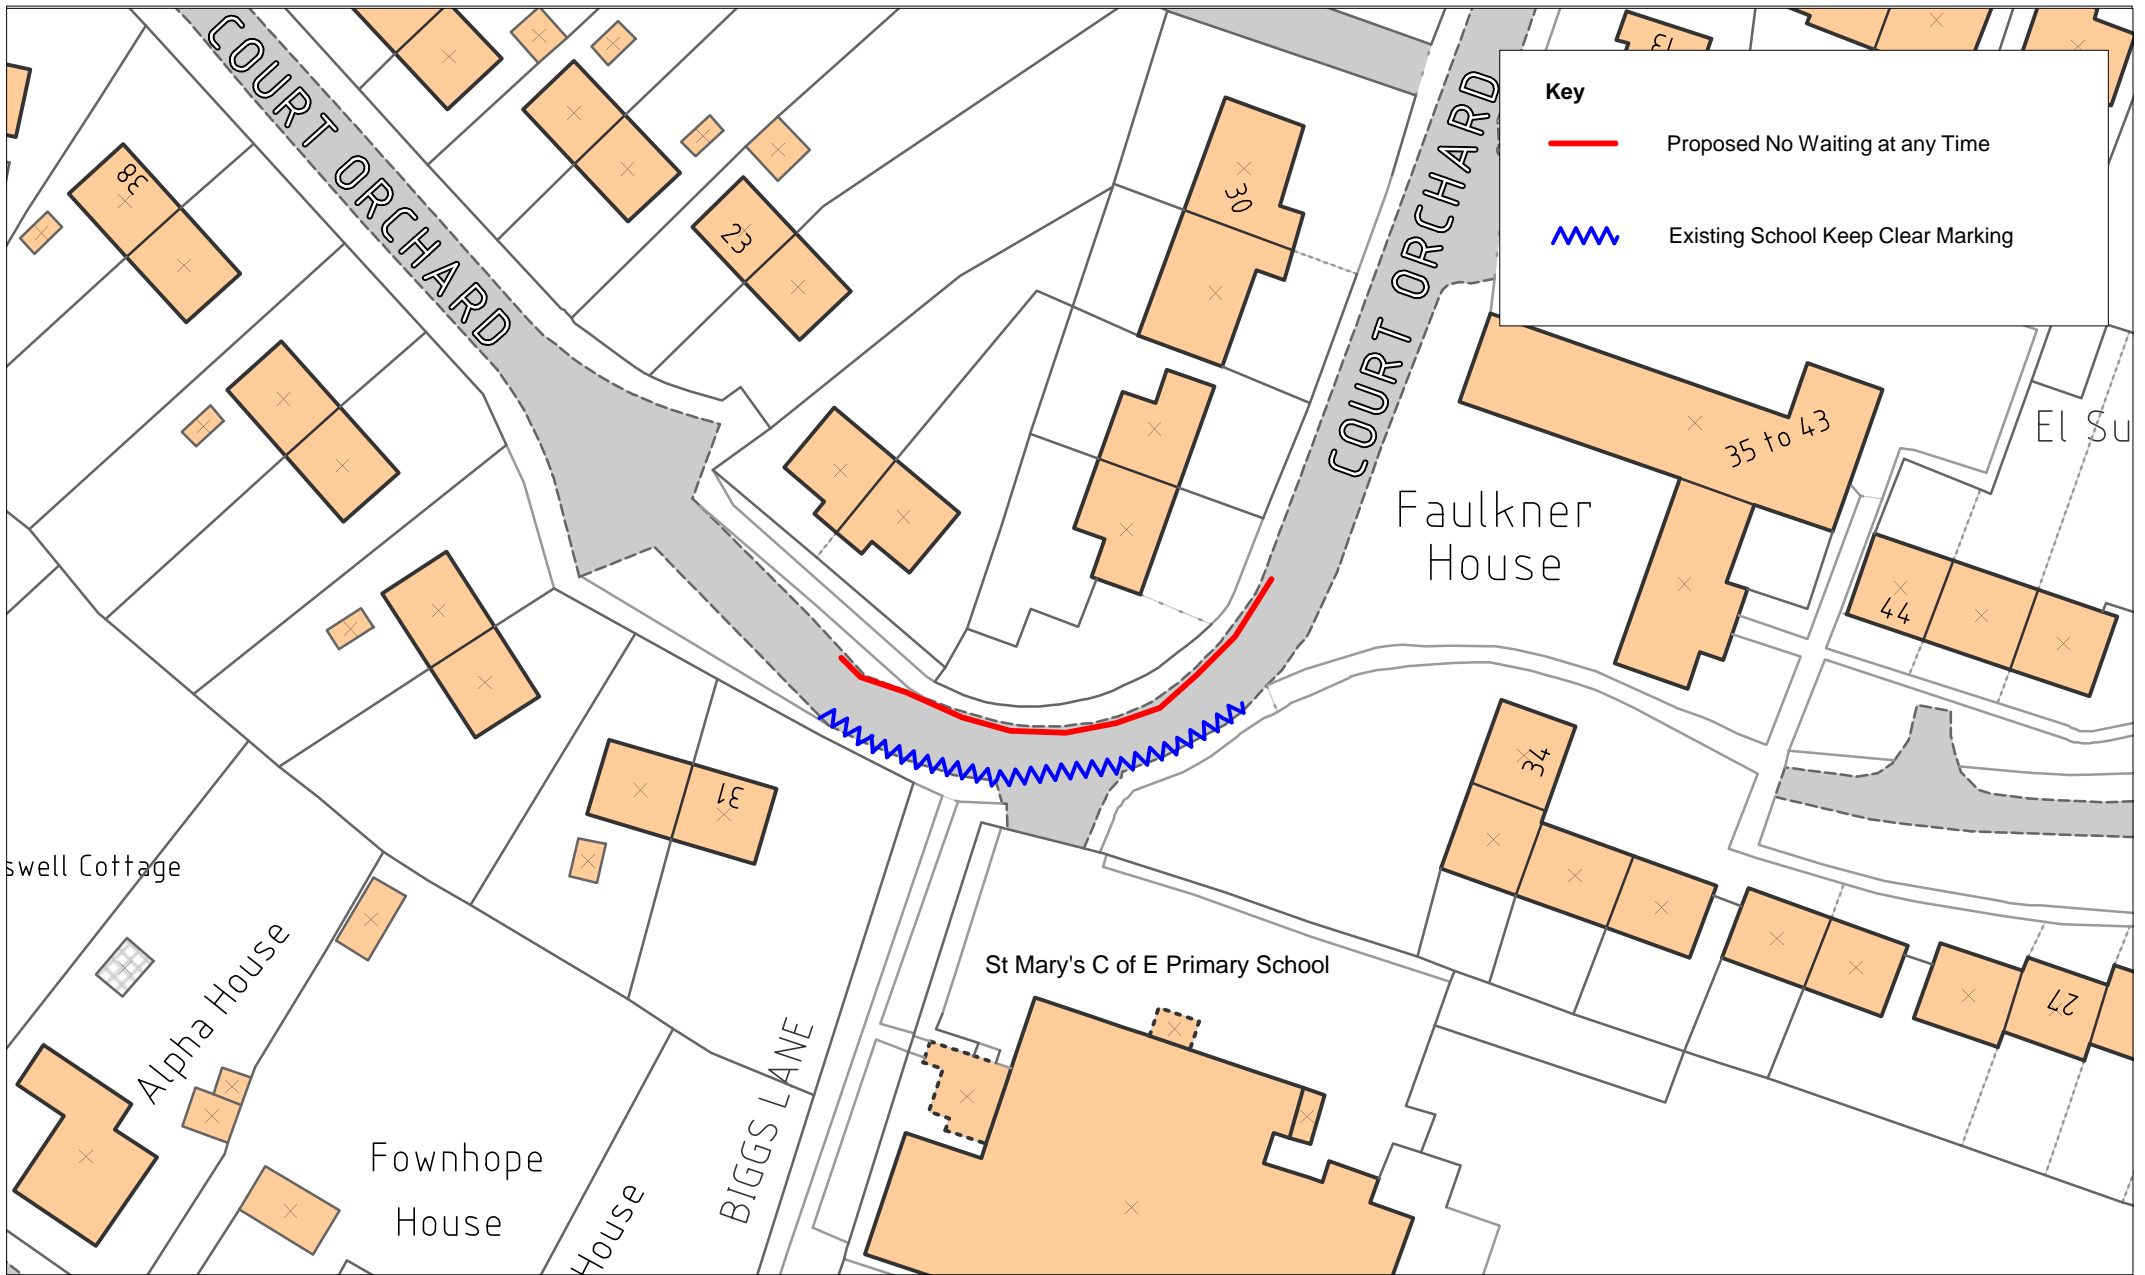 COURT ORCHARD
COURT ORCHARD
13
Key
Proposed No Waiting at any Time
Existing School Keep Clear Marking
38
23
30
35 to 43
El Su
Faulkner
House
44
34
31
swell Cottage
Alpha House
St Mary's C of E Primary School
27
BIGGS LANE
Fownhope
House
House